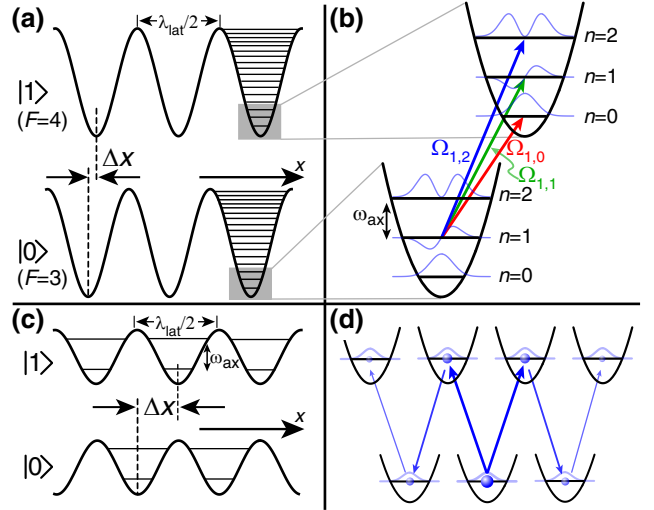 (a)
λlat/2
|1>
(F=4)
Δx
x
|0>
(F=3)
(b)
n=2
n=1
n=0
Ω1,2
Ω1,0
Ω1,1
n=2
ωax
n=1
n=0
(c)
λlat/2
|1>
ωax
Δx
x
|0>
(d)